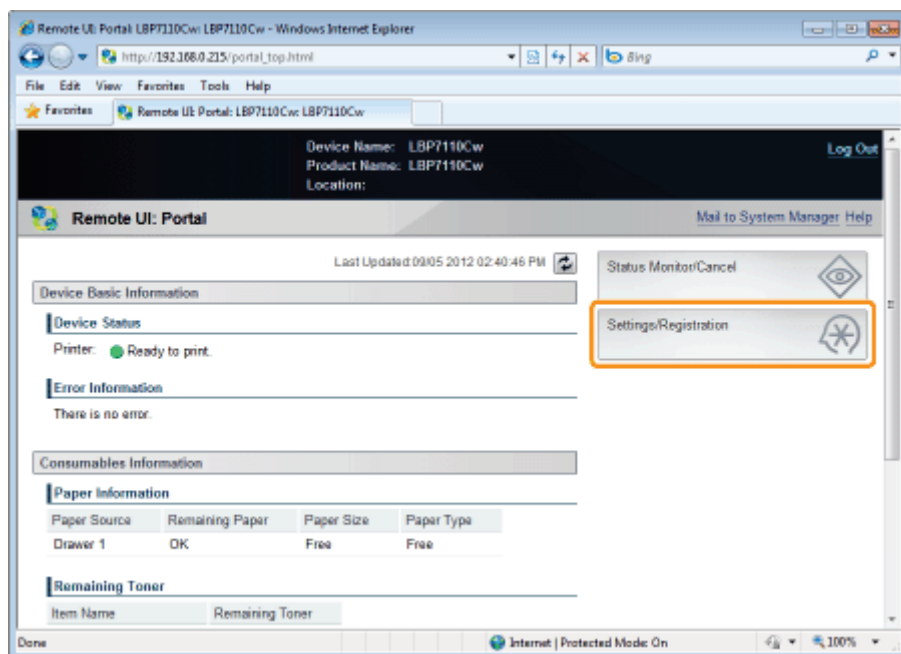 Remote UI: Portal: LBP7110Cw: LBP7110Cw - Windows Internet Explorer
http://192.168.0.215/portal_top.html
Bing
File Edit View Favorites Tools Help
Favorites Remote UI: Portal: LBP7110Cw: LBP7110Cw
Device Name: LBP7110Cw
Product Name: LBP7110Cw
Location:
Log Out
Remote UI: Portal
Mail to System Manager Help
Last Updated:09/05 2012 02:40:46 PM
Status Monitor/Cancel
Device Basic Information
Settings/Registration
Device Status
Printer: Ready to print.
Error Information
There is no error.
Consumables Information
Paper Information
Paper Source Remaining Paper Paper Size Paper Type
Drawer 1 OK Free Free
Remaining Toner
Item Name Remaining Toner
Done Internet | Protected Mode: On 100%